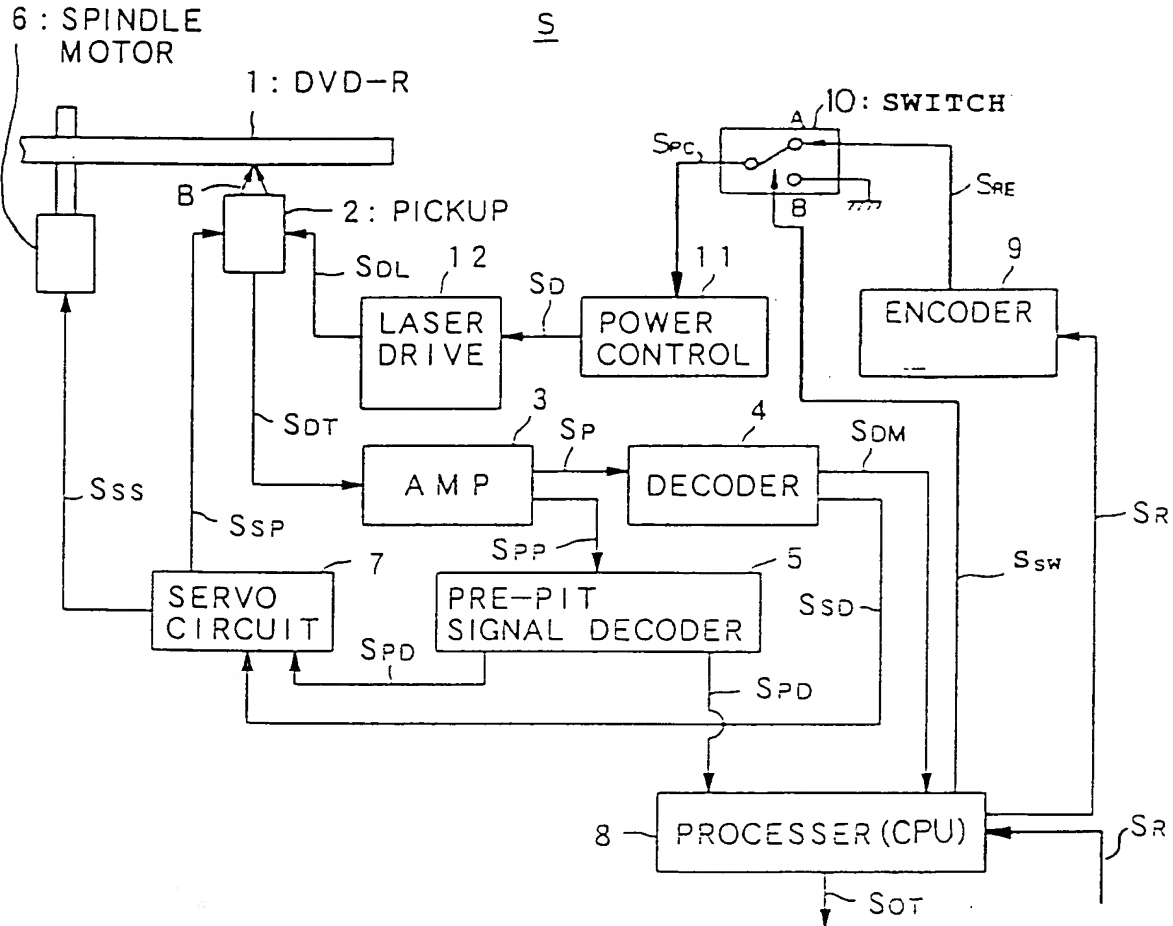 6: SPINDLE
MOTOR
S
1: DVD-R
10: SWITCH
A
SPC
B
B
SRE
2: PICKUP
SDL
12
LASER
DRIVE
SD
11
POWER
CONTROL
9
ENCODER
SDT
3
AMP
SP
4
DECODER
SDM
SSS
SSP
SPP
SR
SSW
7
SERVO
CIRCUIT
5
PRE-PIT
SIGNAL DECODER
SSD
SPD
SPD
8
PROCESSER (CPU)
SR
SOT